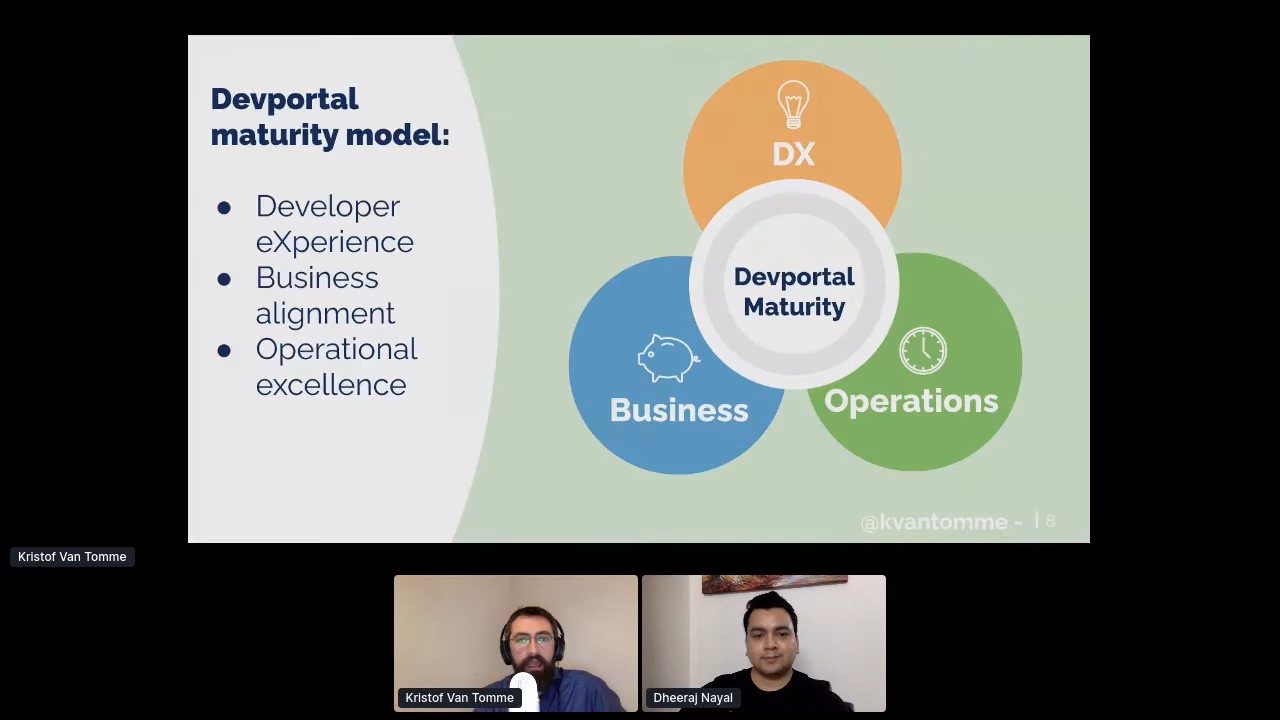 Devportal
maturity model:
● Developer
eXperience
● Business
alignment
● Operational
excellence
DX
Devportal
Maturity
Business
Operations
@kvantomme - | 8
Kristof Van Tomme
Kristof Van Tomme
Dheeraj Nayal